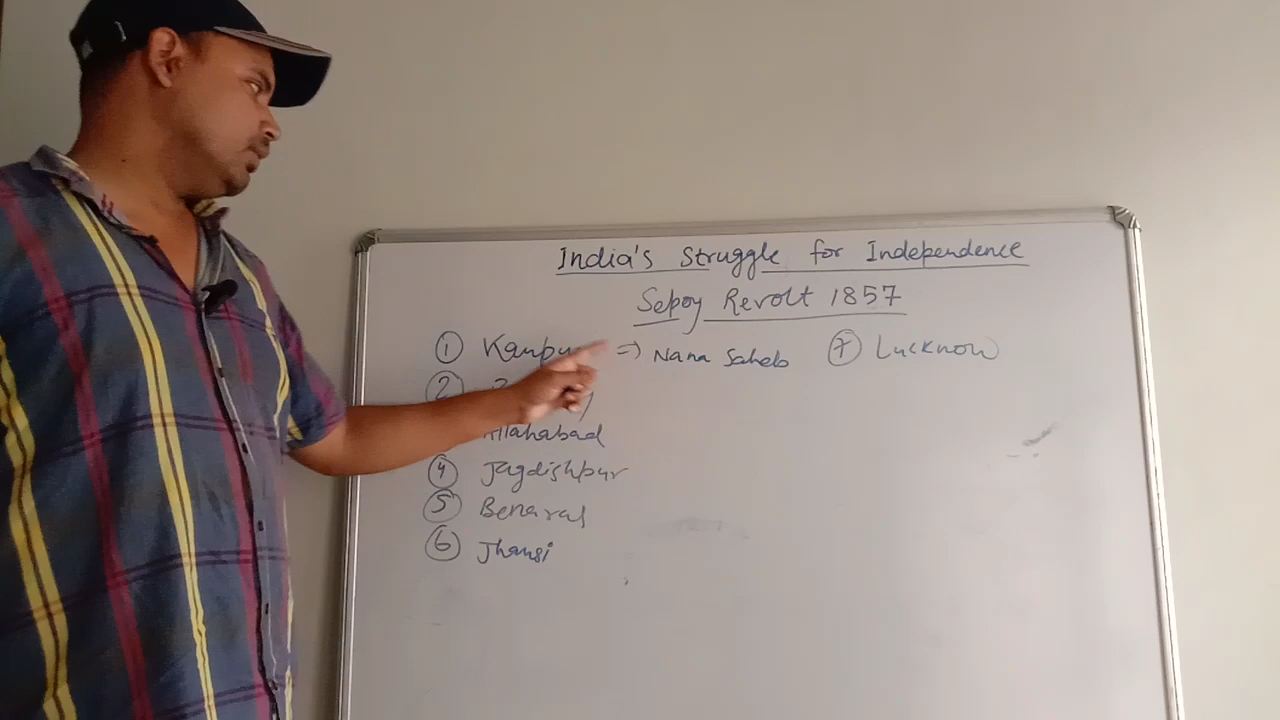 India's Struggle for Independence
Sepoy Revolt 1857
① Kanpur => Nana Saheb ⑦ Lucknow
②
Allahabad
④ Jagdishpur
⑤ Benaras
⑥ Jhansi